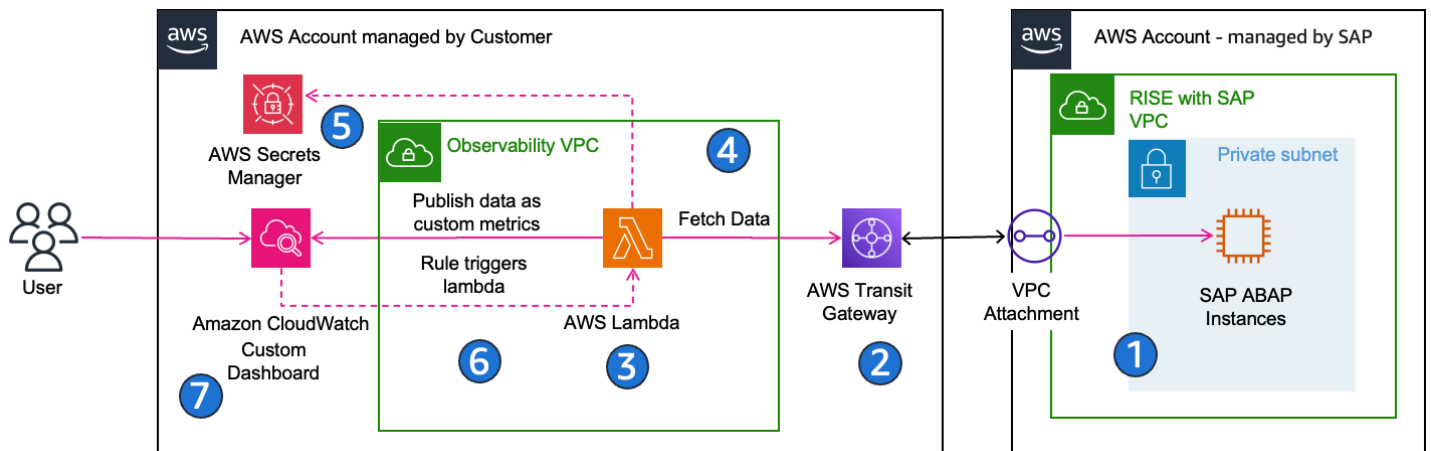 aws
AWS Account managed by Customer
aws
AWS Account - managed by SAP
RISE with SAP
VPC
5
AWS Secrets
Manager
Observability VPC
4
Private subnet
Publish data as
custom metrics
Fetch Data
Rule triggers
lambda
User
Amazon CloudWatch
Custom
Dashboard
AWS Lambda
AWS Transit
Gateway
VPC
Attachment
SAP ABAP
Instances
7
6
3
2
1